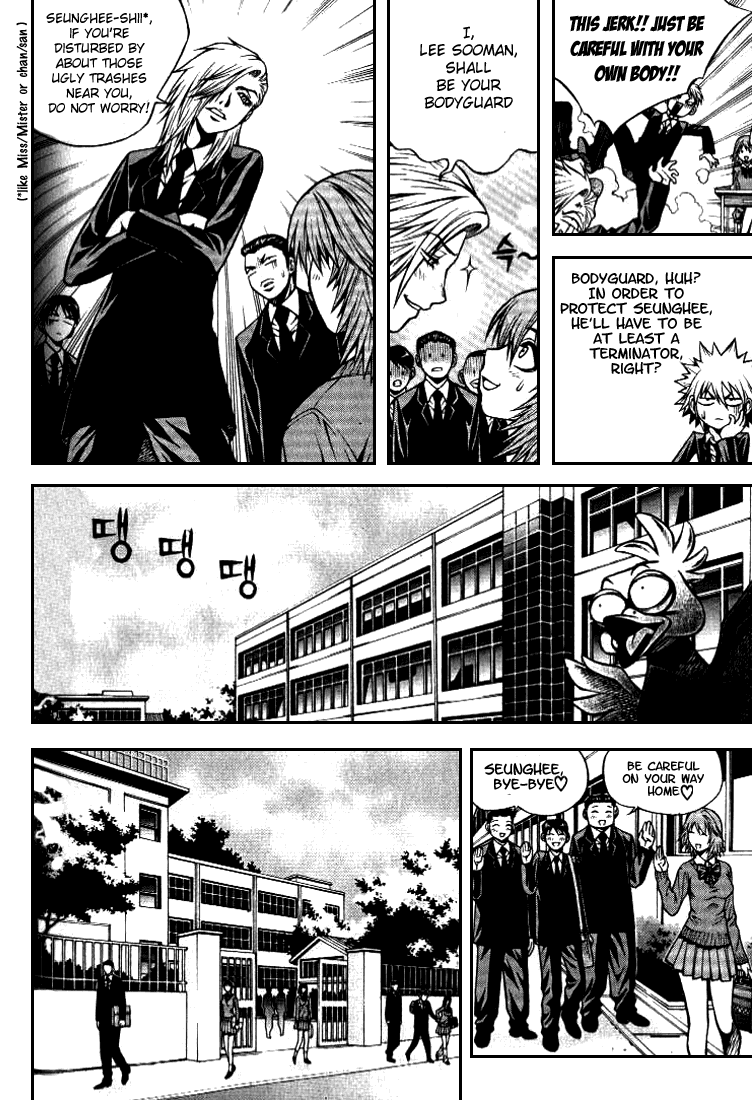 (*like Miss/Mister or chan/san )
SEUNGHEE-SHII*,
IF YOU'RE
DISTURBED BY
ABOUT THOSE
UGLY TRASHES
NEAR YOU,
DO NOT WORRY!
I,
LEE SOOMAN,
SHALL
BE YOUR
BODYGUARD
THIS JERK!! JUST BE
CAREFUL WITH YOUR
OWN BODY!!
BODYGUARD, HUH?
IN ORDER TO
PROTECT SEUNGHEE,
HE'LL HAVE TO BE
AT LEAST A
TERMINATOR,
RIGHT?
땡 땡 땡
SEUNGHEE,
BYE-BYE♡
BE CAREFUL
ON YOUR WAY
HOME♡